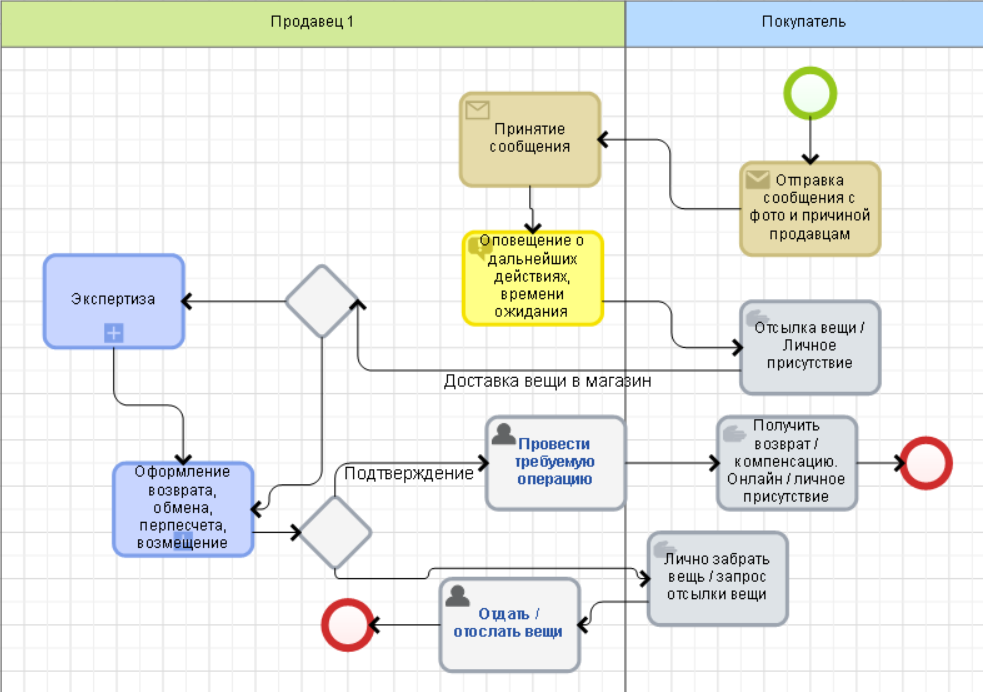 Продавец 1
Покупатель
Принятие
сообщения
Отправка
сообщения с
фото и причиной
продавцам
Оповещение о
дальнейших
действиях,
времени
ожидания
Экспертиза
Отсылка вещи /
Личное
присутствие
Доставка вещи в магазин
Оформление
возврата,
обмена,
перпесчета,
возмещение
Подтверждение
Провести
требуемую
операцию
Получить
возврат /
компенсацию.
Онлайн / личное
присутствие
Лично забрать
вещь / запрос
отсылки вещи
Отдать /
отослать вещи